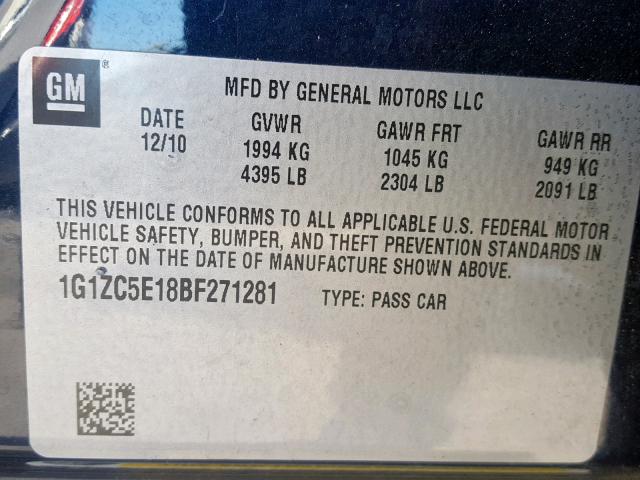 GM ®
MFD BY GENERAL MOTORS LLC
DATE GVWR GAWR FRT GAWR RR
12/10 1994 KG 1045 KG 949 KG
4395 LB 2304 LB 2091 LB
THIS VEHICLE CONFORMS TO ALL APPLICABLE U.S. FEDERAL MOTOR
VEHICLE SAFETY, BUMPER, AND THEFT PREVENTION STANDARDS IN
EFFECT ON THE DATE OF MANUFACTURE SHOWN ABOVE.
1G1ZC5E18BF271281 TYPE: PASS CAR